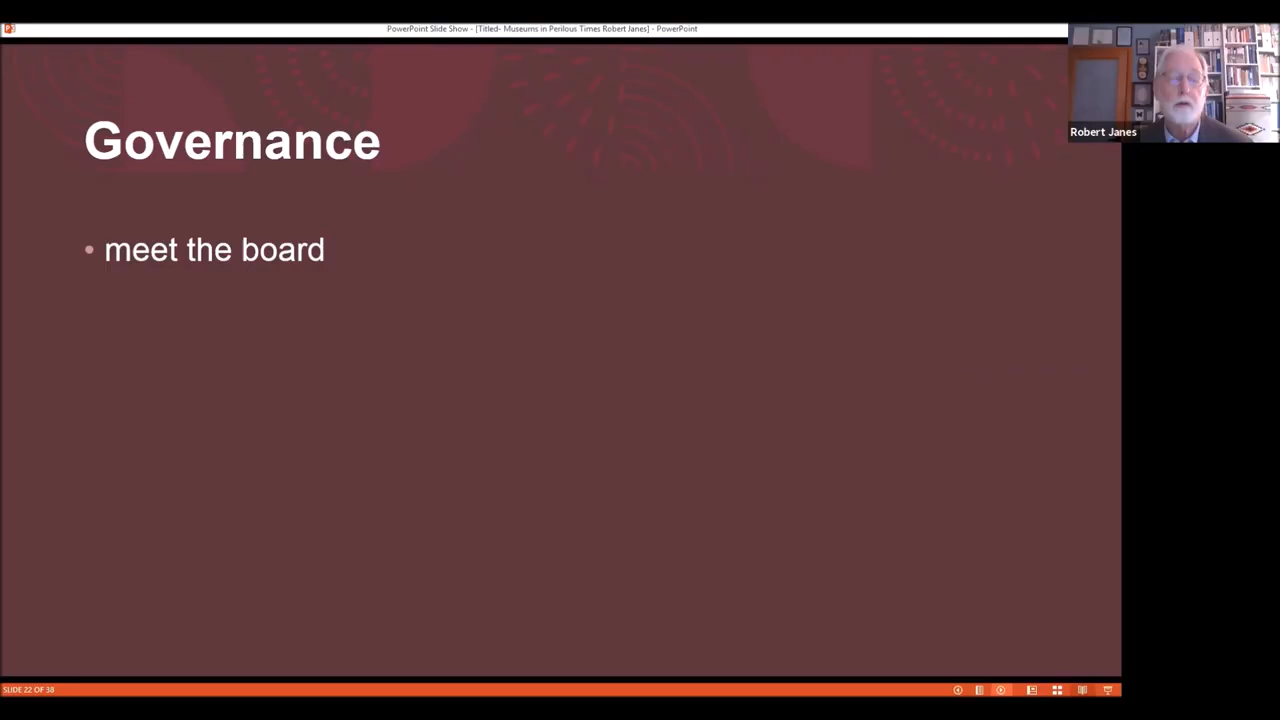 PowerPoint Slide Show - [Titled- Museums in Perilous Times Robert Janes] - PowerPoint
Robert Janes
Governance
• meet the board
SLIDE 22 OF 38